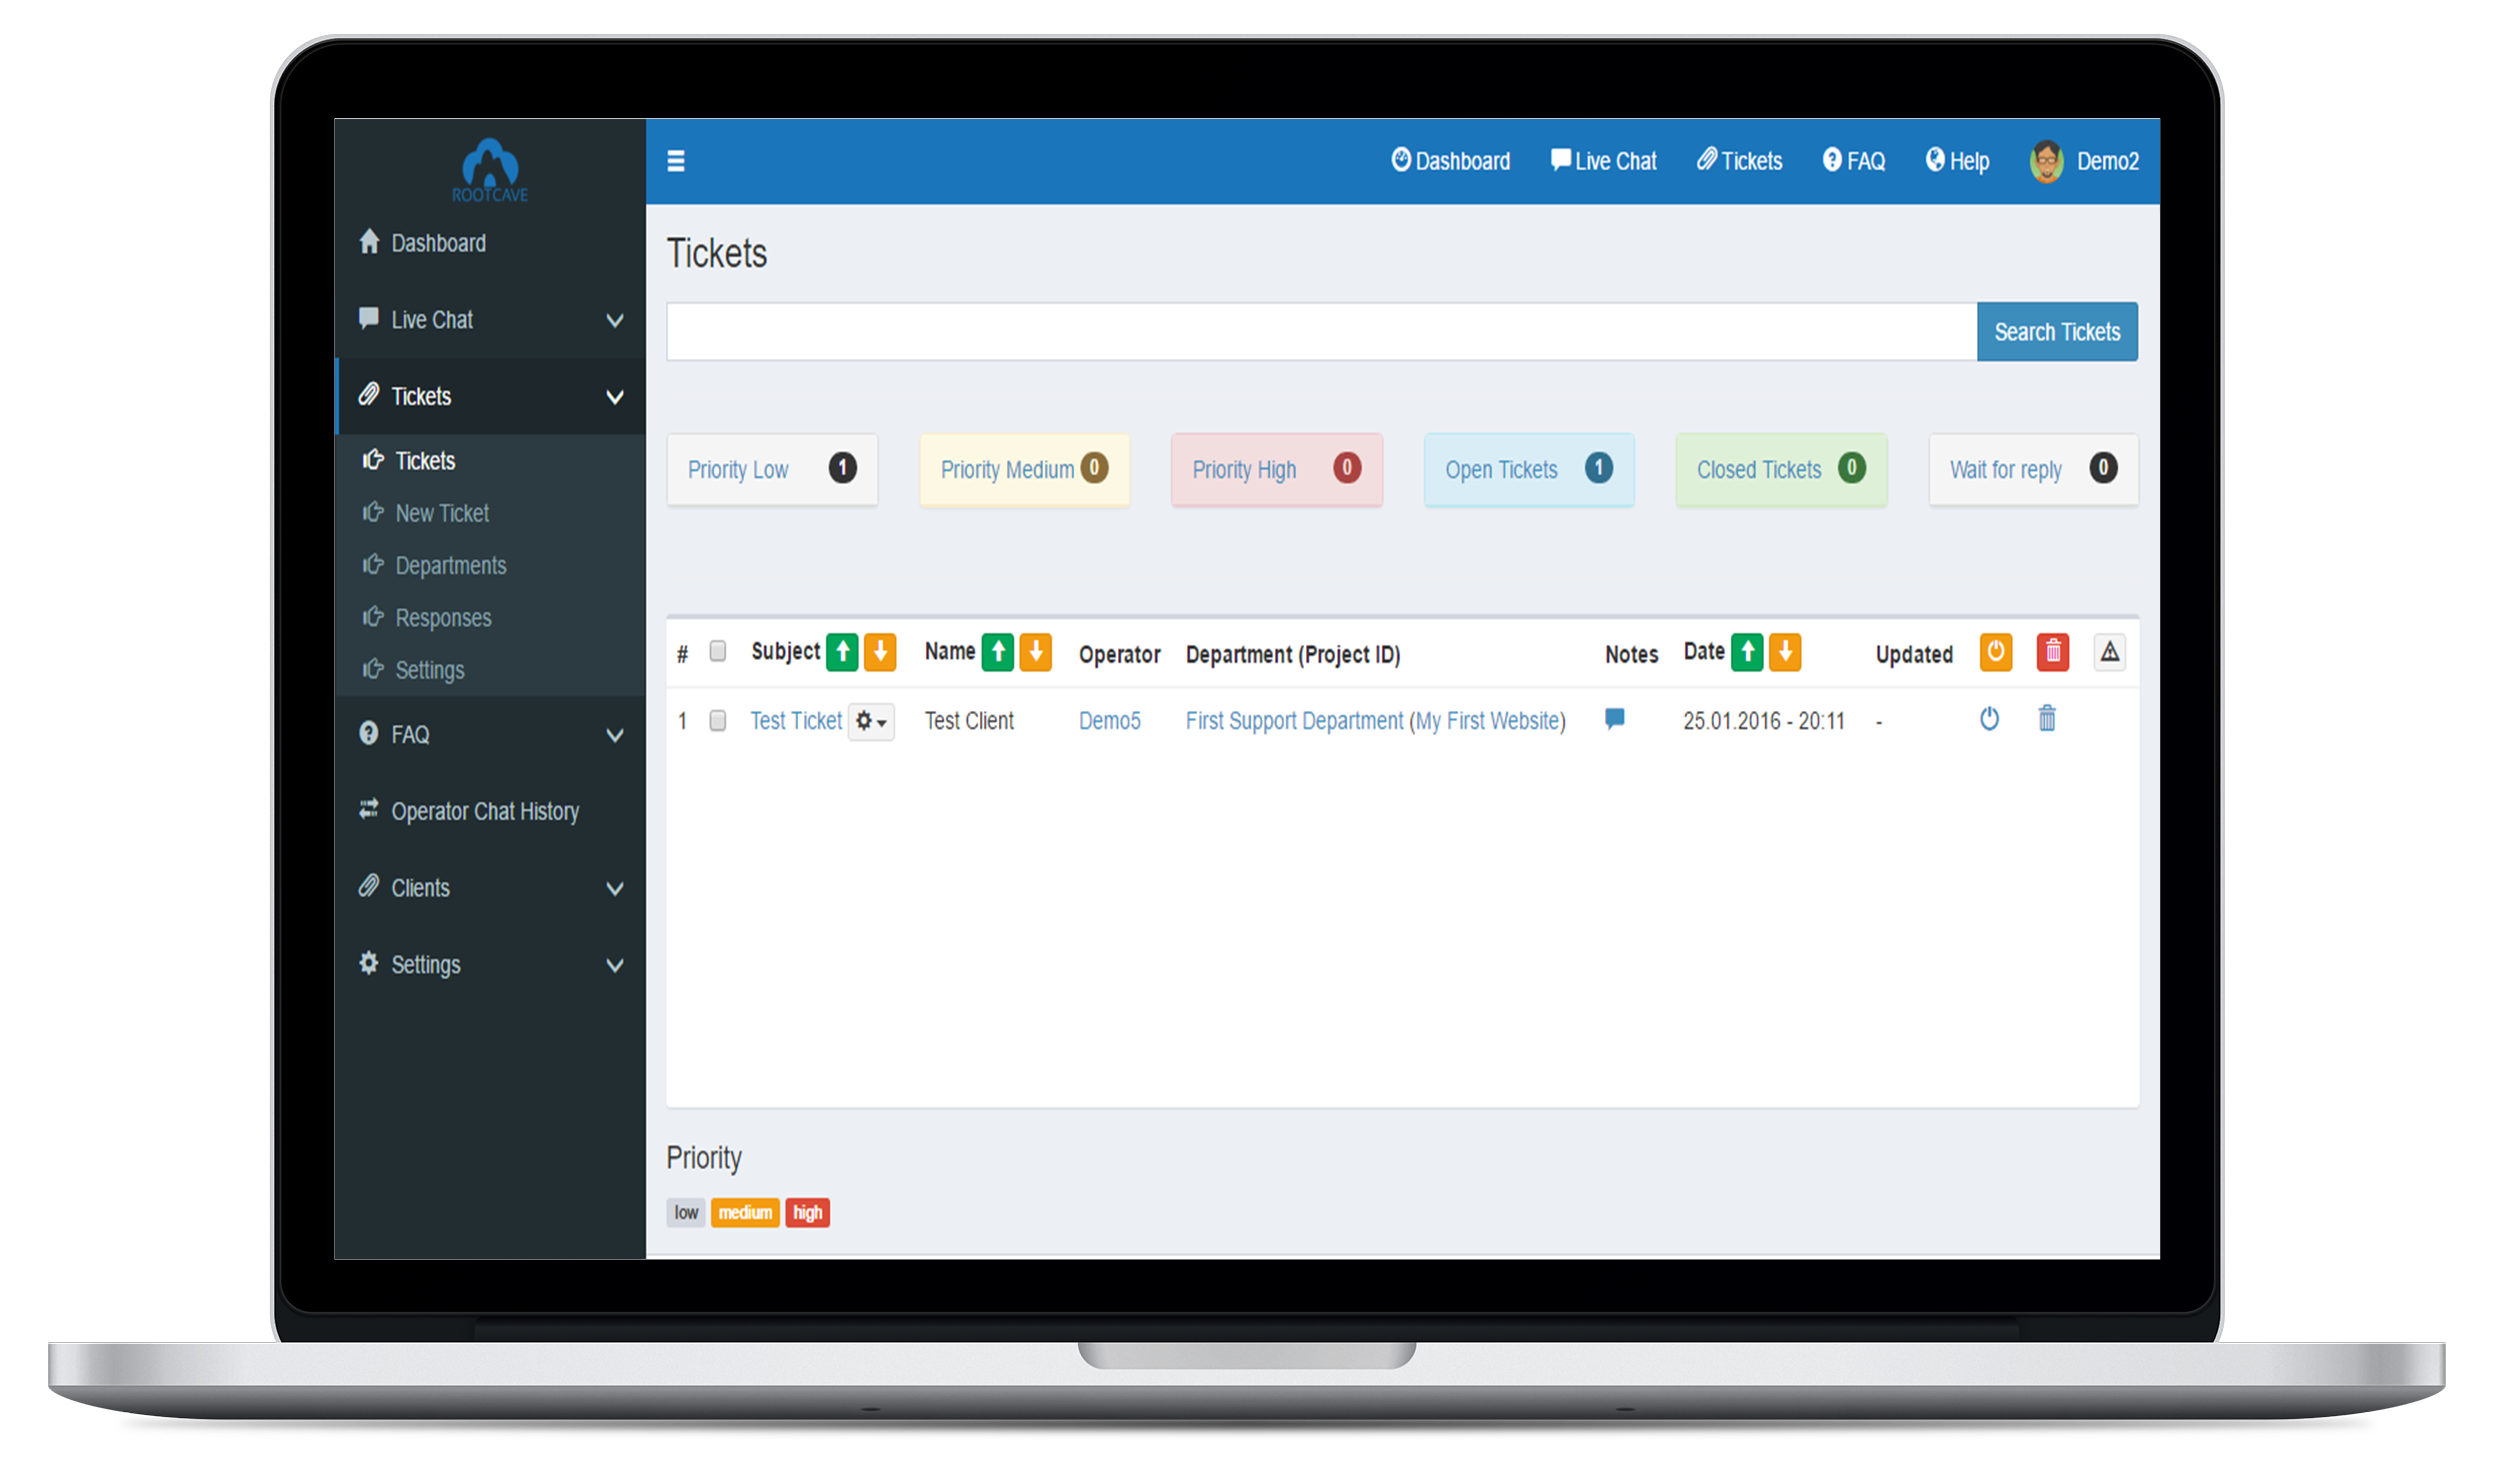 ROOTCAVE
Dashboard Live Chat Tickets FAQ Help Demo2
Dashboard
Live Chat
Tickets
Tickets
New Ticket
Departments
Responses
Settings
FAQ
Operator Chat History
Clients
Settings
Tickets
Search Tickets
Priority Low 1 Priority Medium 0 Priority High 0 Open Tickets 1 Closed Tickets 0 Wait for reply 0
# Subject Name Operator Department (Project ID) Notes Date Updated
1 Test Ticket Test Client Demo5 First Support Department (My First Website) 25.01.2016 - 20:11 -
Priority
low medium high